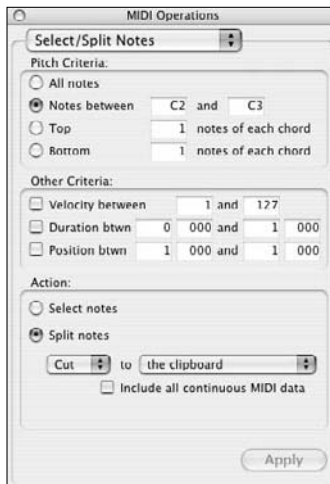 MIDI Operations
Select/Split Notes
Pitch Criteria:
All notes
Notes between C2 and C3
Top 1 notes of each chord
Bottom 1 notes of each chord
Other Criteria:
Velocity between 1 and 127
Duration btwn 0 000 and 1 000
Position btwn 1 000 and 1 000
Action:
Select notes
Split notes
Cut to the clipboard
Include all continuous MIDI data
Apply